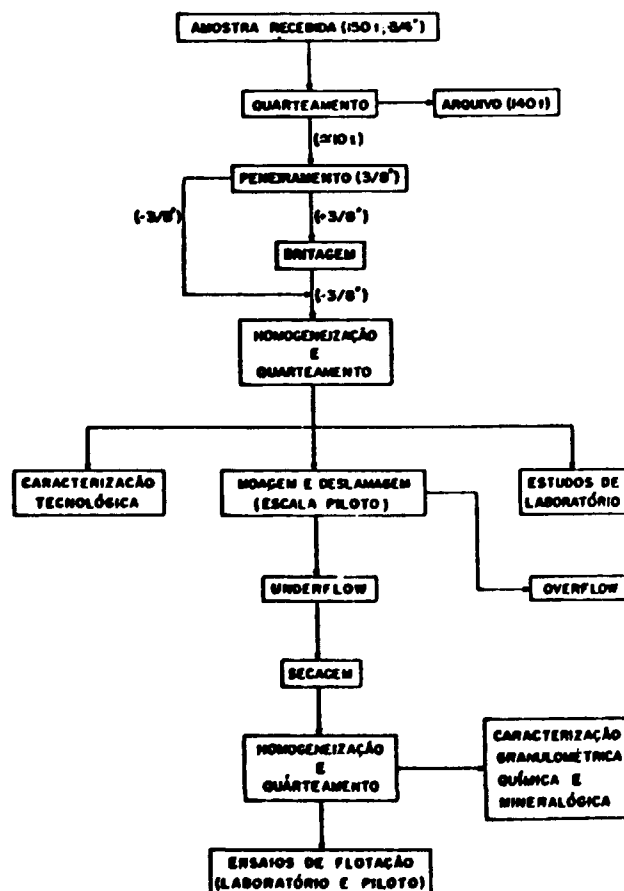 AMOSTRA RECEBIDA (150 t; 3/4")
QUARTEAMENTO
ARQUIVO (140 t)
(≃10 t)
PENEIRAMENTO (3/8")
(-3/8")
(+3/8")
BRITAGEM
(-3/8")
HOMOGENEIZAÇÃO
E
QUARTEAMENTO
CARACTERIZAÇÃO
TECNOLÓGICA
MOAGEM E DESLAMAGEM
(ESCALA PILOTO)
ESTUDOS DE
LABORATÓRIO
UNDERFLOW
OVERFLOW
SECAGEM
HOMOGENEIZAÇÃO
E
QUARTEAMENTO
CARACTERIZAÇÃO
GRANULOMÉTRICA
QUÍMICA E
MINERALÓGICA
ENSAIOS DE FLOTAÇÃO
(LABORATÓRIO E PILOTO)